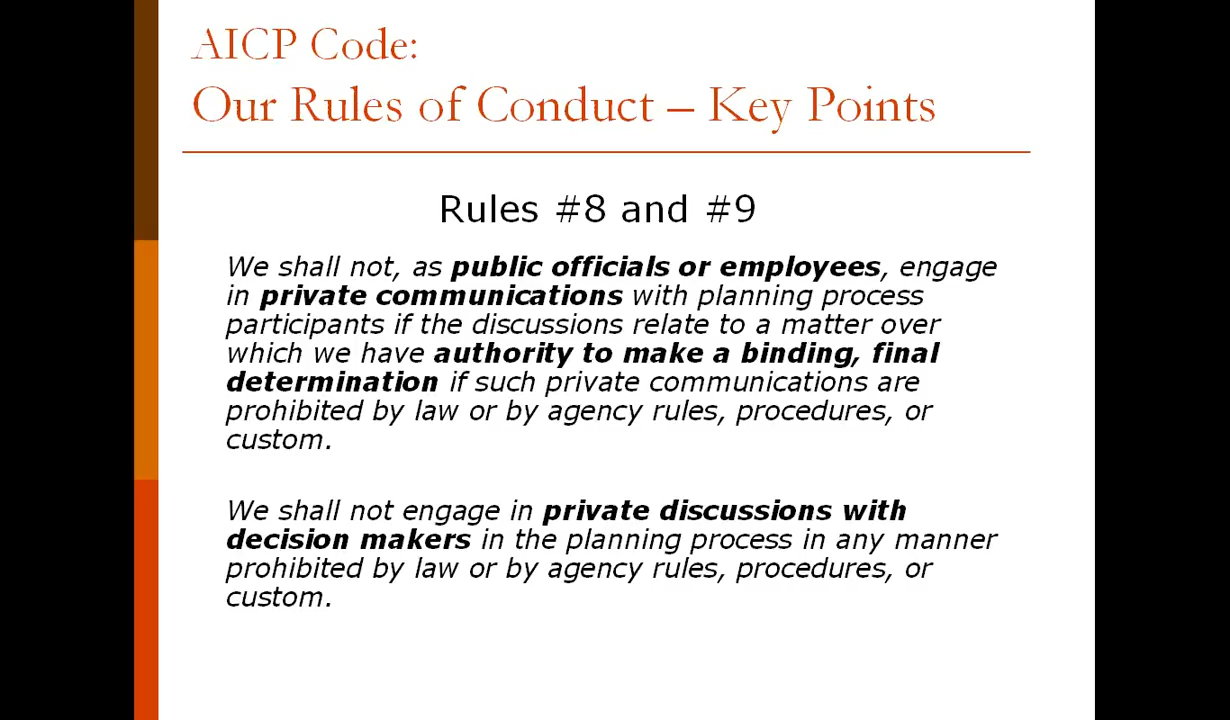 AICP Code:
Our Rules of Conduct – Key Points
Rules #8 and #9
We shall not, as public officials or employees, engage
in private communications with planning process
participants if the discussions relate to a matter over
which we have authority to make a binding, final
determination if such private communications are
prohibited by law or by agency rules, procedures, or
custom.
We shall not engage in private discussions with
decision makers in the planning process in any manner
prohibited by law or by agency rules, procedures, or
custom.